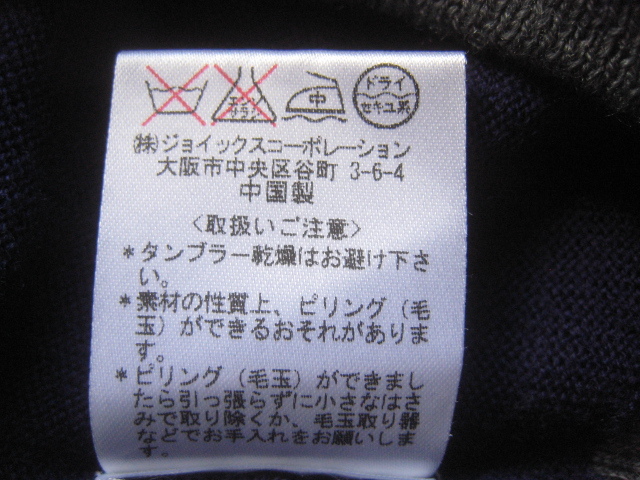 エンソ サラシ 中 ドライ セキユ系
㈱ジョイックスコーポレーション
大阪市中央区谷町 3-6-4
中国製
〈取扱いご注意〉
*タンブラー乾燥はお避け下さ
い。
*素材の性質上、ピリング(毛
玉)ができるおそれがありま
す。
*ピリング(毛玉)ができまし
たら引っ張らずに小さなはさ
みで取り除くか、毛玉取り器
などでお手入れをお願いしま
す。